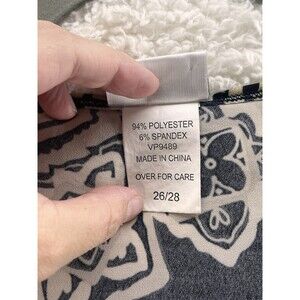 94% POLYESTER
6% SPANDEX
VP9489
MADE IN CHINA
OVER FOR CARE
26/28